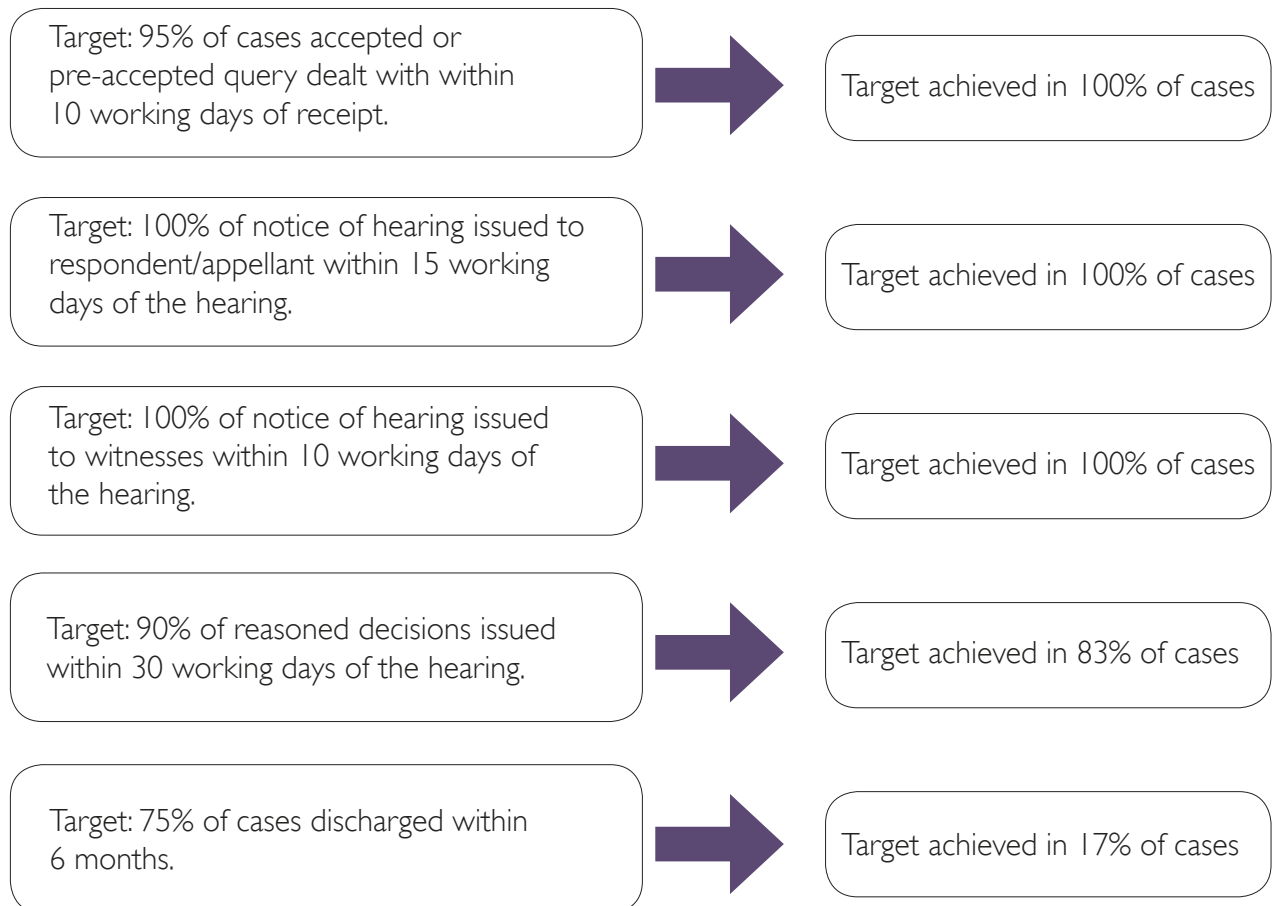 Target: 95% of cases accepted or
pre-accepted query dealt with within
10 working days of receipt.
Target achieved in 100% of cases
Target: 100% of notice of hearing issued to
respondent/appellant within 15 working
days of the hearing.
Target achieved in 100% of cases
Target: 100% of notice of hearing issued
to witnesses within 10 working days of
the hearing.
Target achieved in 100% of cases
Target: 90% of reasoned decisions issued
within 30 working days of the hearing.
Target achieved in 83% of cases
Target: 75% of cases discharged within
6 months.
Target achieved in 17% of cases